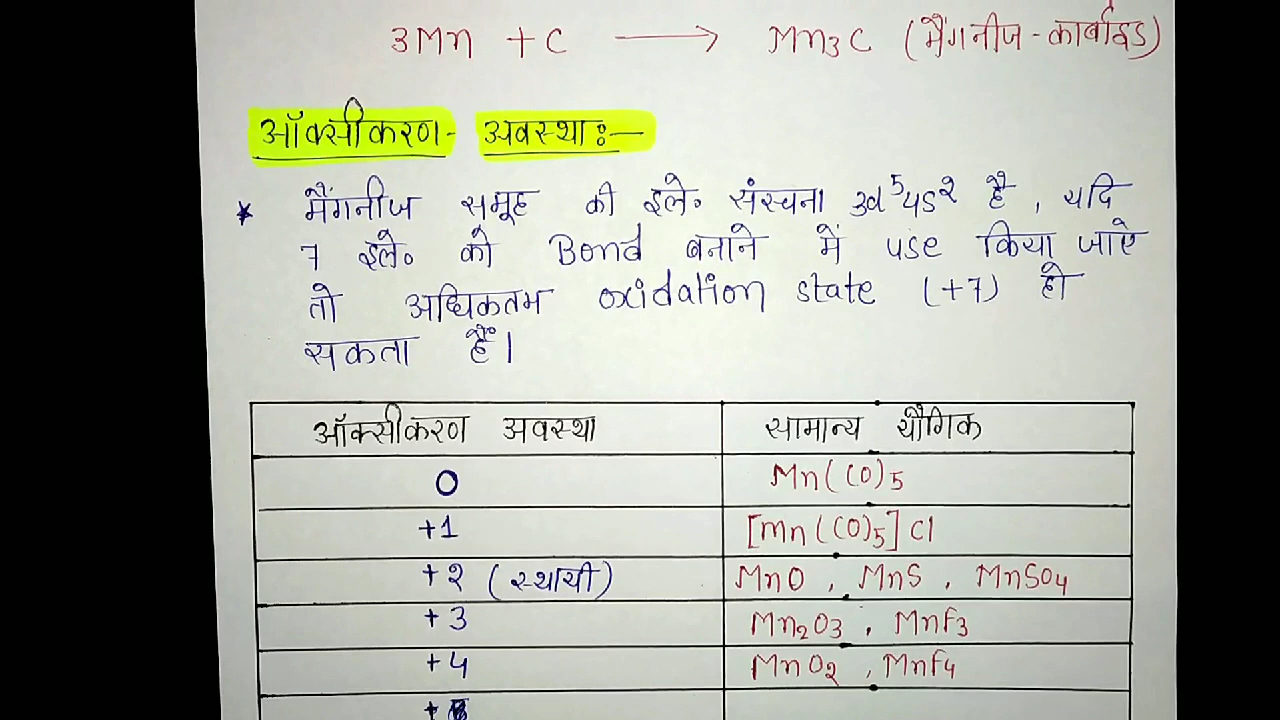 3Mn + C ⟶ Mn₃C (मैंगनीज - कार्बाइड)
ऑक्सीकरण- अवस्था :—
* मैंगनीज समूह की इले० संरचना 3d⁵4s² है , यदि
7 इले० को Bond बनाने में use किया जाऐ
तो अधिकतम oxidation state (+7) हो
सकता हैं।
ऑक्सीकरण अवस्था सामान्य यौगिक
0 Mn(CO)₅
+1 [Mn(CO)₅]Cl
+2 (स्थायी) MnO , MnS , MnSO₄
+3 Mn₂O₃ , MnF₃
+4 MnO₂ , MnF₄